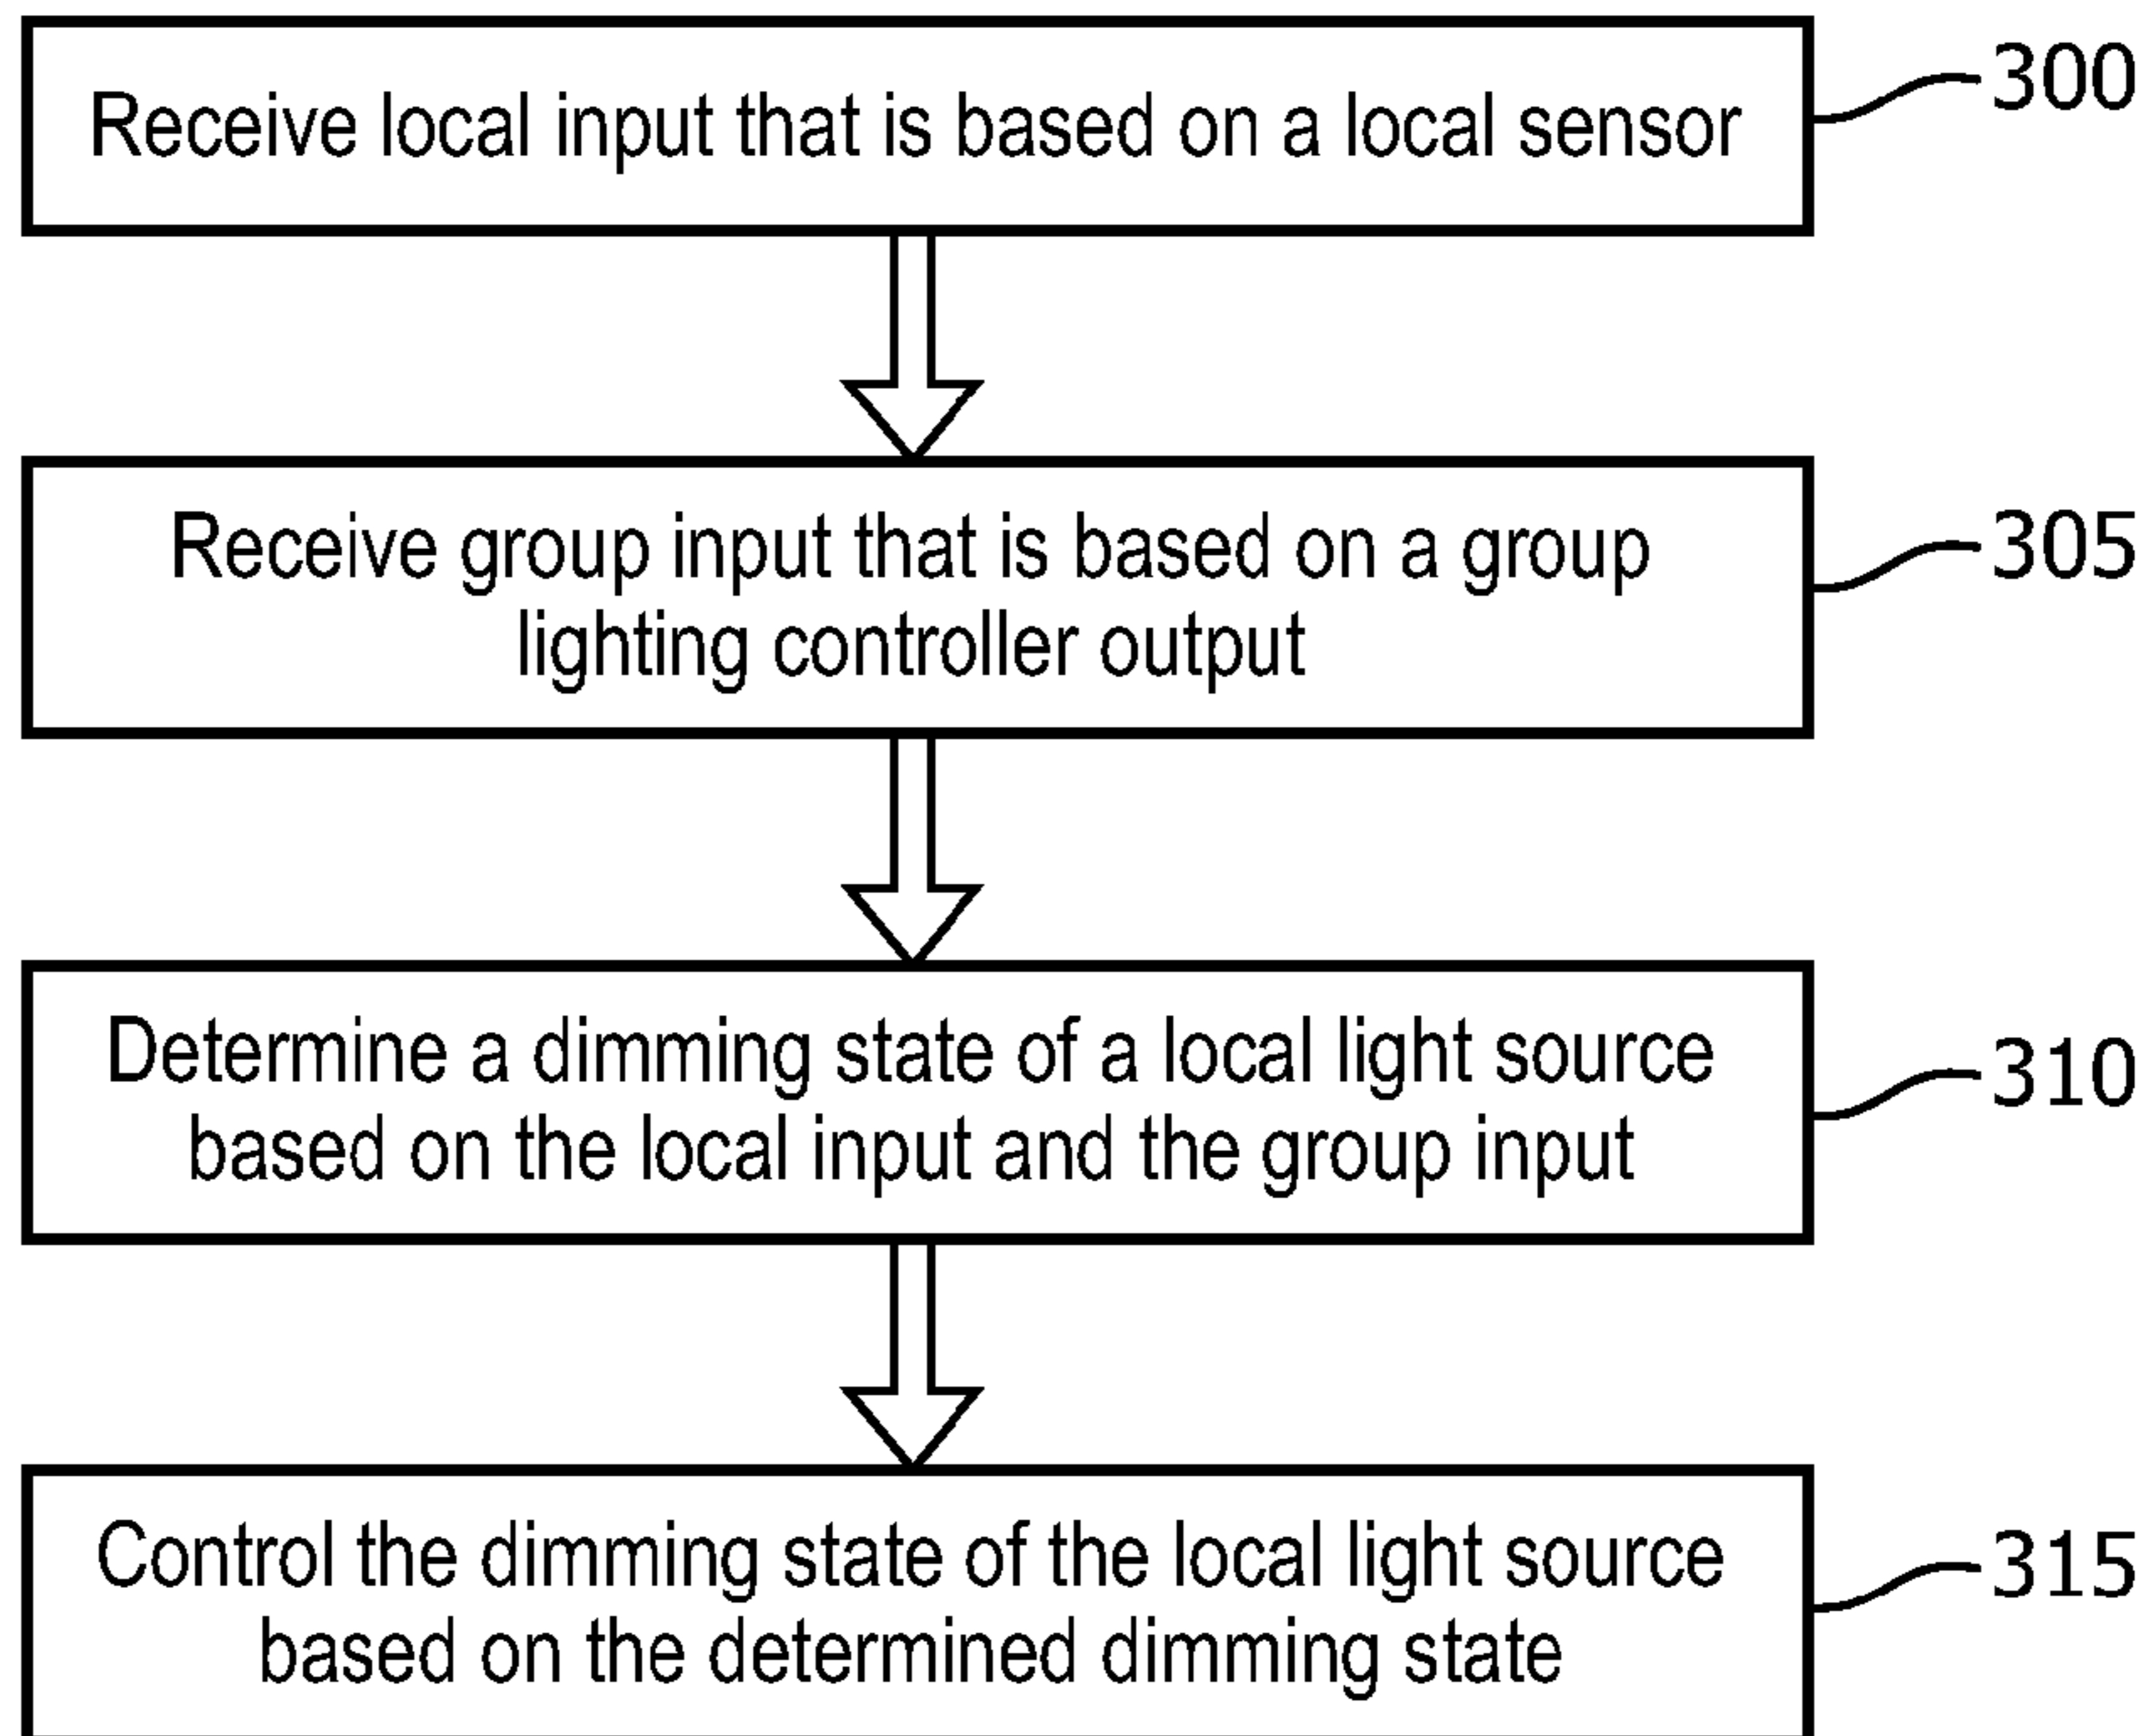 Receive local input that is based on a local sensor
300
Receive group input that is based on a group
lighting controller output
305
Determine a dimming state of a local light source
based on the local input and the group input
310
Control the dimming state of the local light source
based on the determined dimming state
315